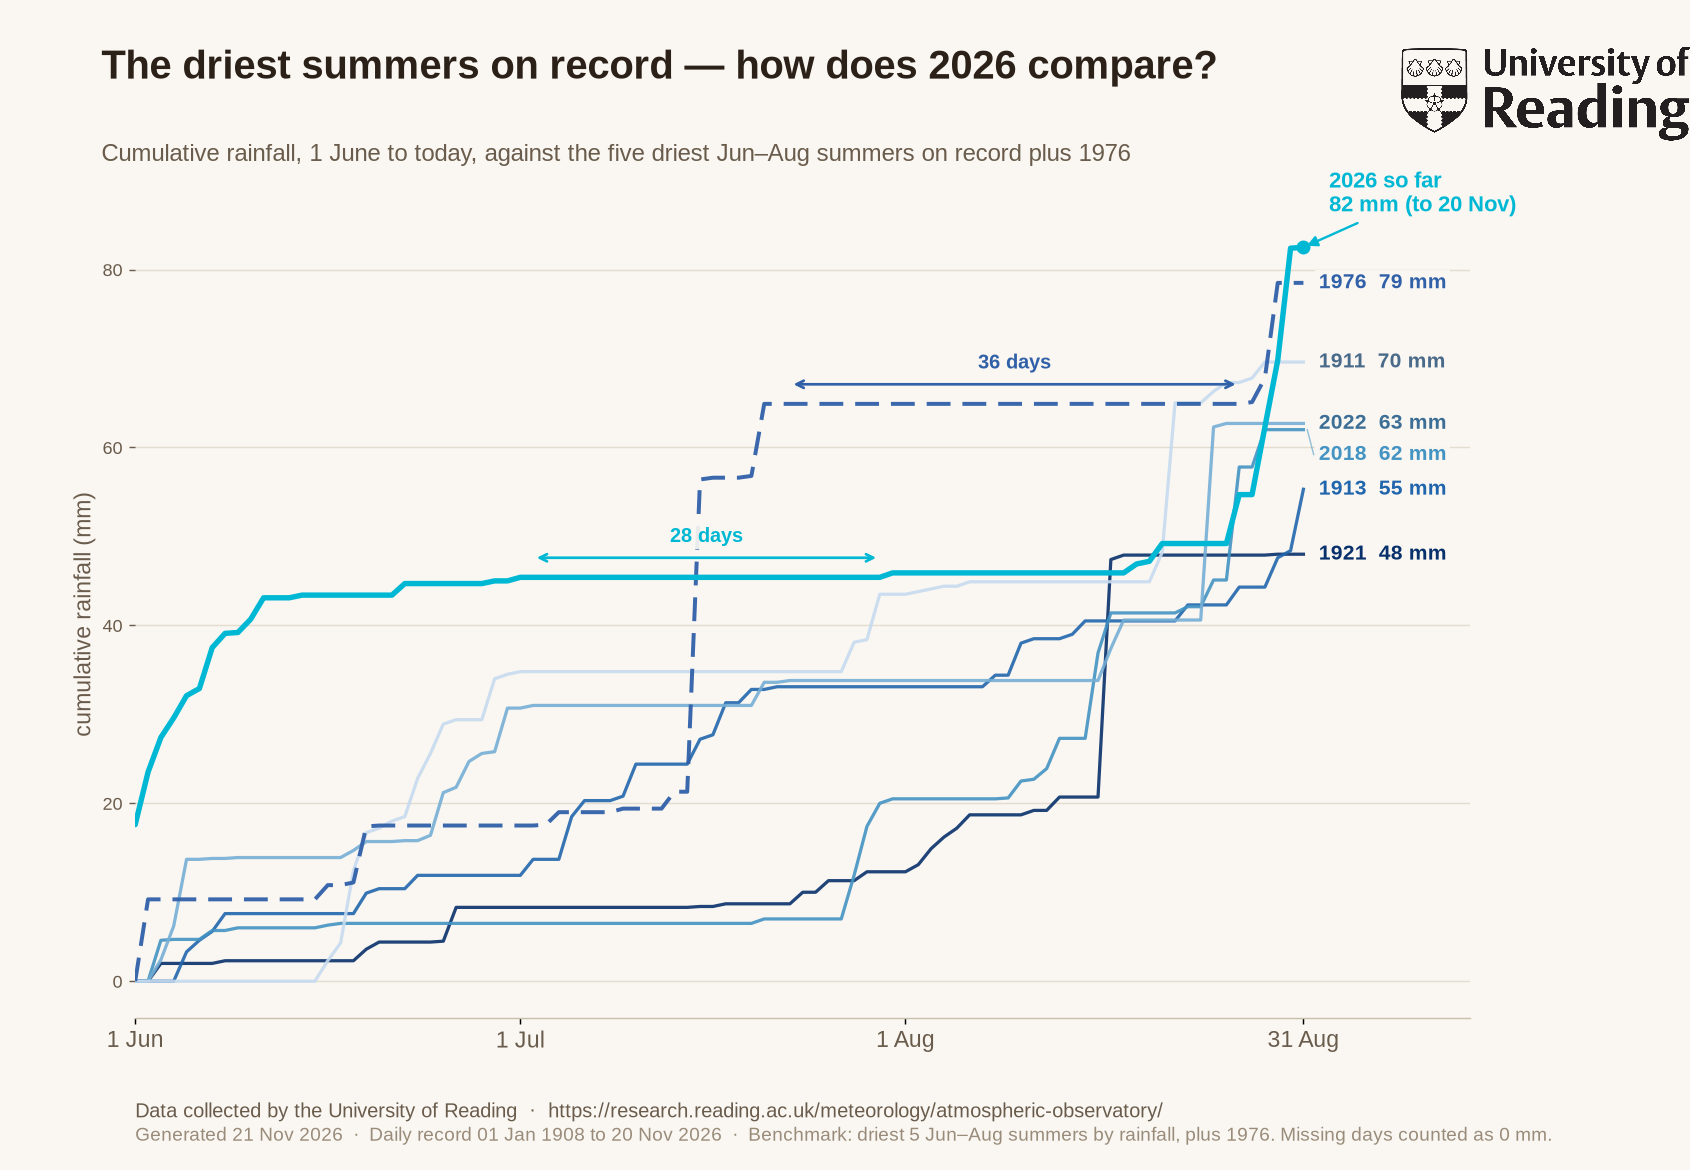 The driest summers on record — how does 2026 compare?
University of
Reading
Cumulative rainfall, 1 June to today, against the five driest Jun–Aug summers on record plus 1976
2026 so far
82 mm (to 20 Nov)
80
1976 79 mm
36 days
1911 70 mm
2022 63 mm
60
2018 62 mm
1913 55 mm
28 days
1921 48 mm
cumulative rainfall (mm)
40
20
0
1 Jun
1 Jul
1 Aug
31 Aug
Data collected by the University of Reading · https://research.reading.ac.uk/meteorology/atmospheric-observatory/
Generated 21 Nov 2026 · Daily record 01 Jan 1908 to 20 Nov 2026 · Benchmark: driest 5 Jun–Aug summers by rainfall, plus 1976. Missing days counted as 0 mm.